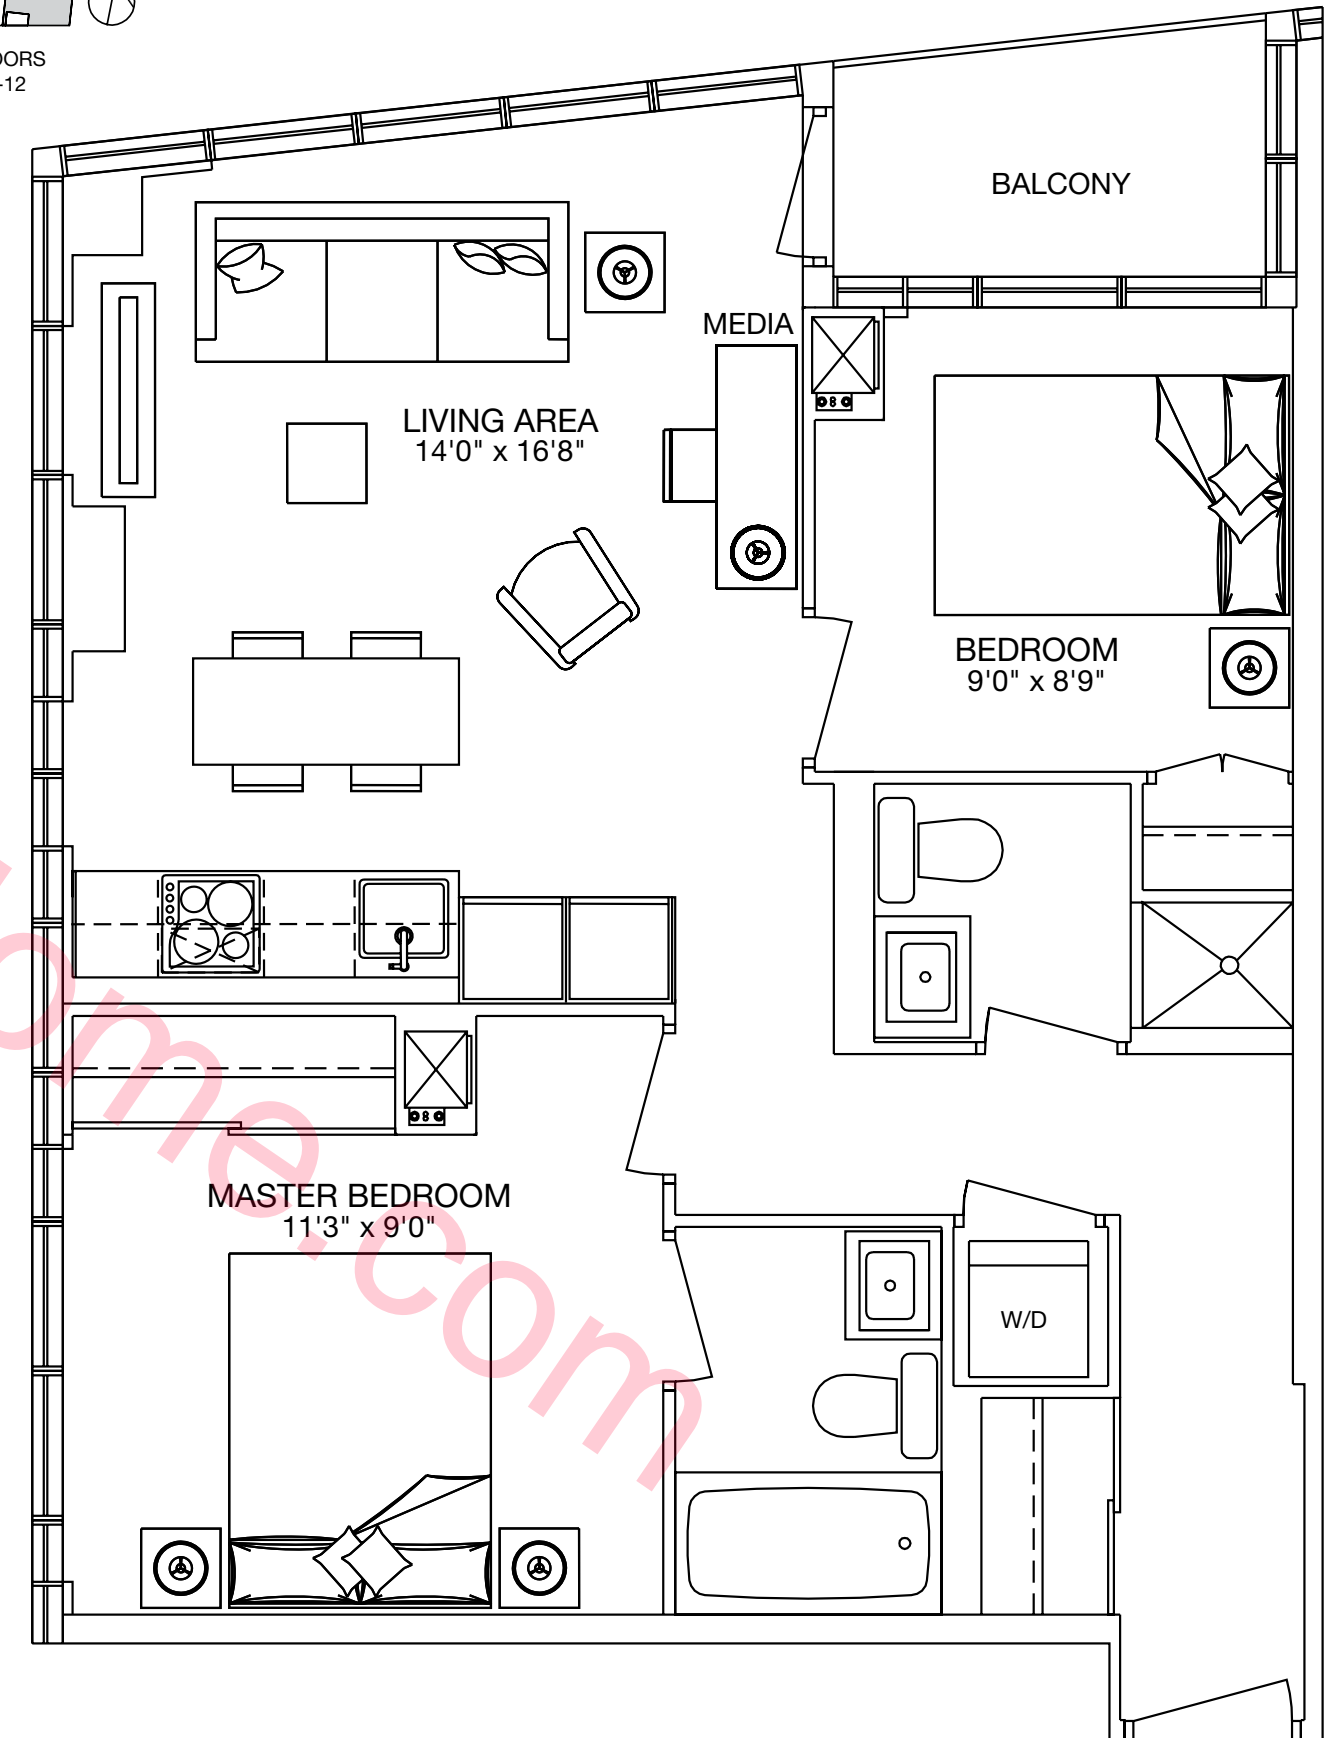 -12
BALCONY
MEDIA
LIVING AREA
14'0" x 16'8"
BEDROOM
9'0" x 8'9"
MASTER BEDROOM
11'3" x 9'0"
W/D
ome.com